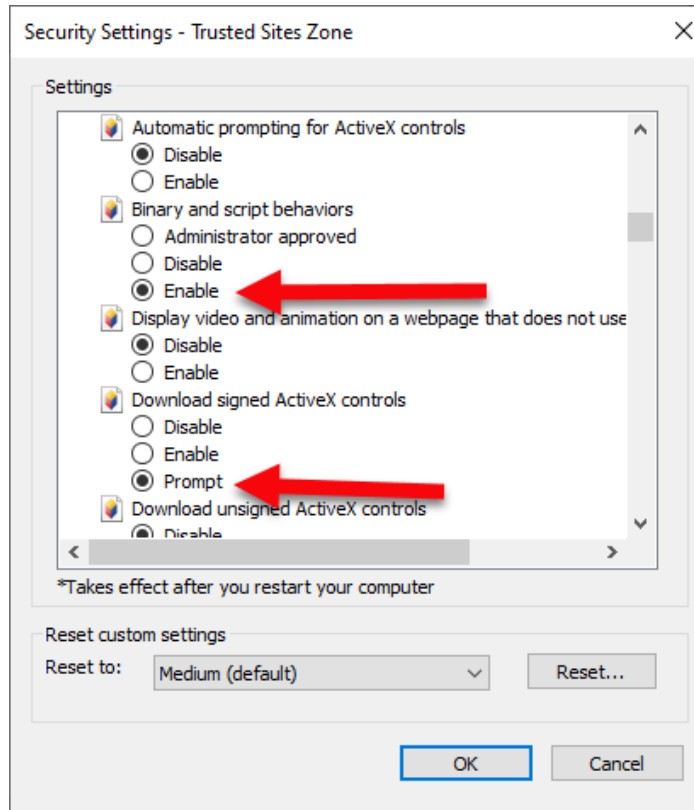 Security Settings - Trusted Sites Zone
Settings
Automatic prompting for ActiveX controls
Disable
Enable
Binary and script behaviors
Administrator approved
Disable
Enable
Display video and animation on a webpage that does not use
Disable
Enable
Download signed ActiveX controls
Disable
Enable
Prompt
Download unsigned ActiveX controls
Disable
*Takes effect after you restart your computer
Reset custom settings
Reset to: Medium (default) Reset...
OK Cancel